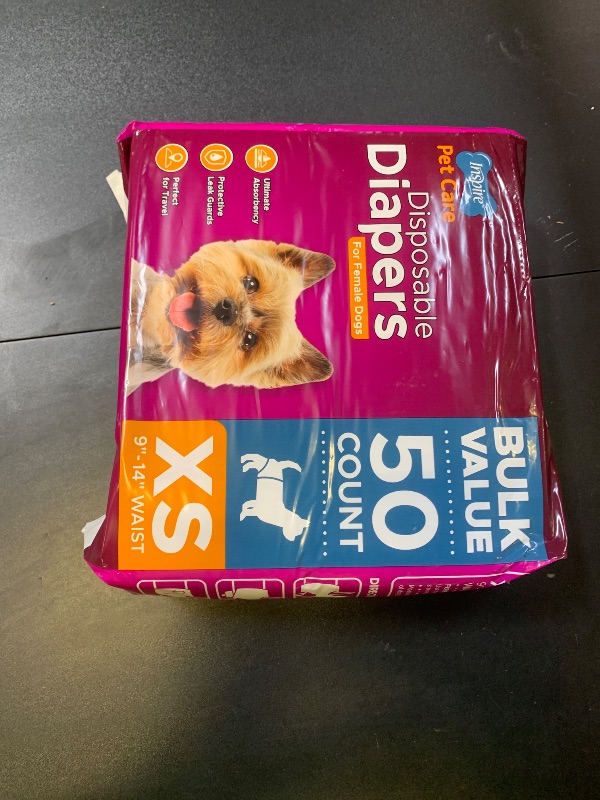 Inspire
Pet Care
Disposable
Diapers
For Female Dogs
Ultimate
Absorbency
Protective
Leak Guards
Perfect
for Travel
BULK
VALUE
50
COUNT
XS
9"-14" WAIST